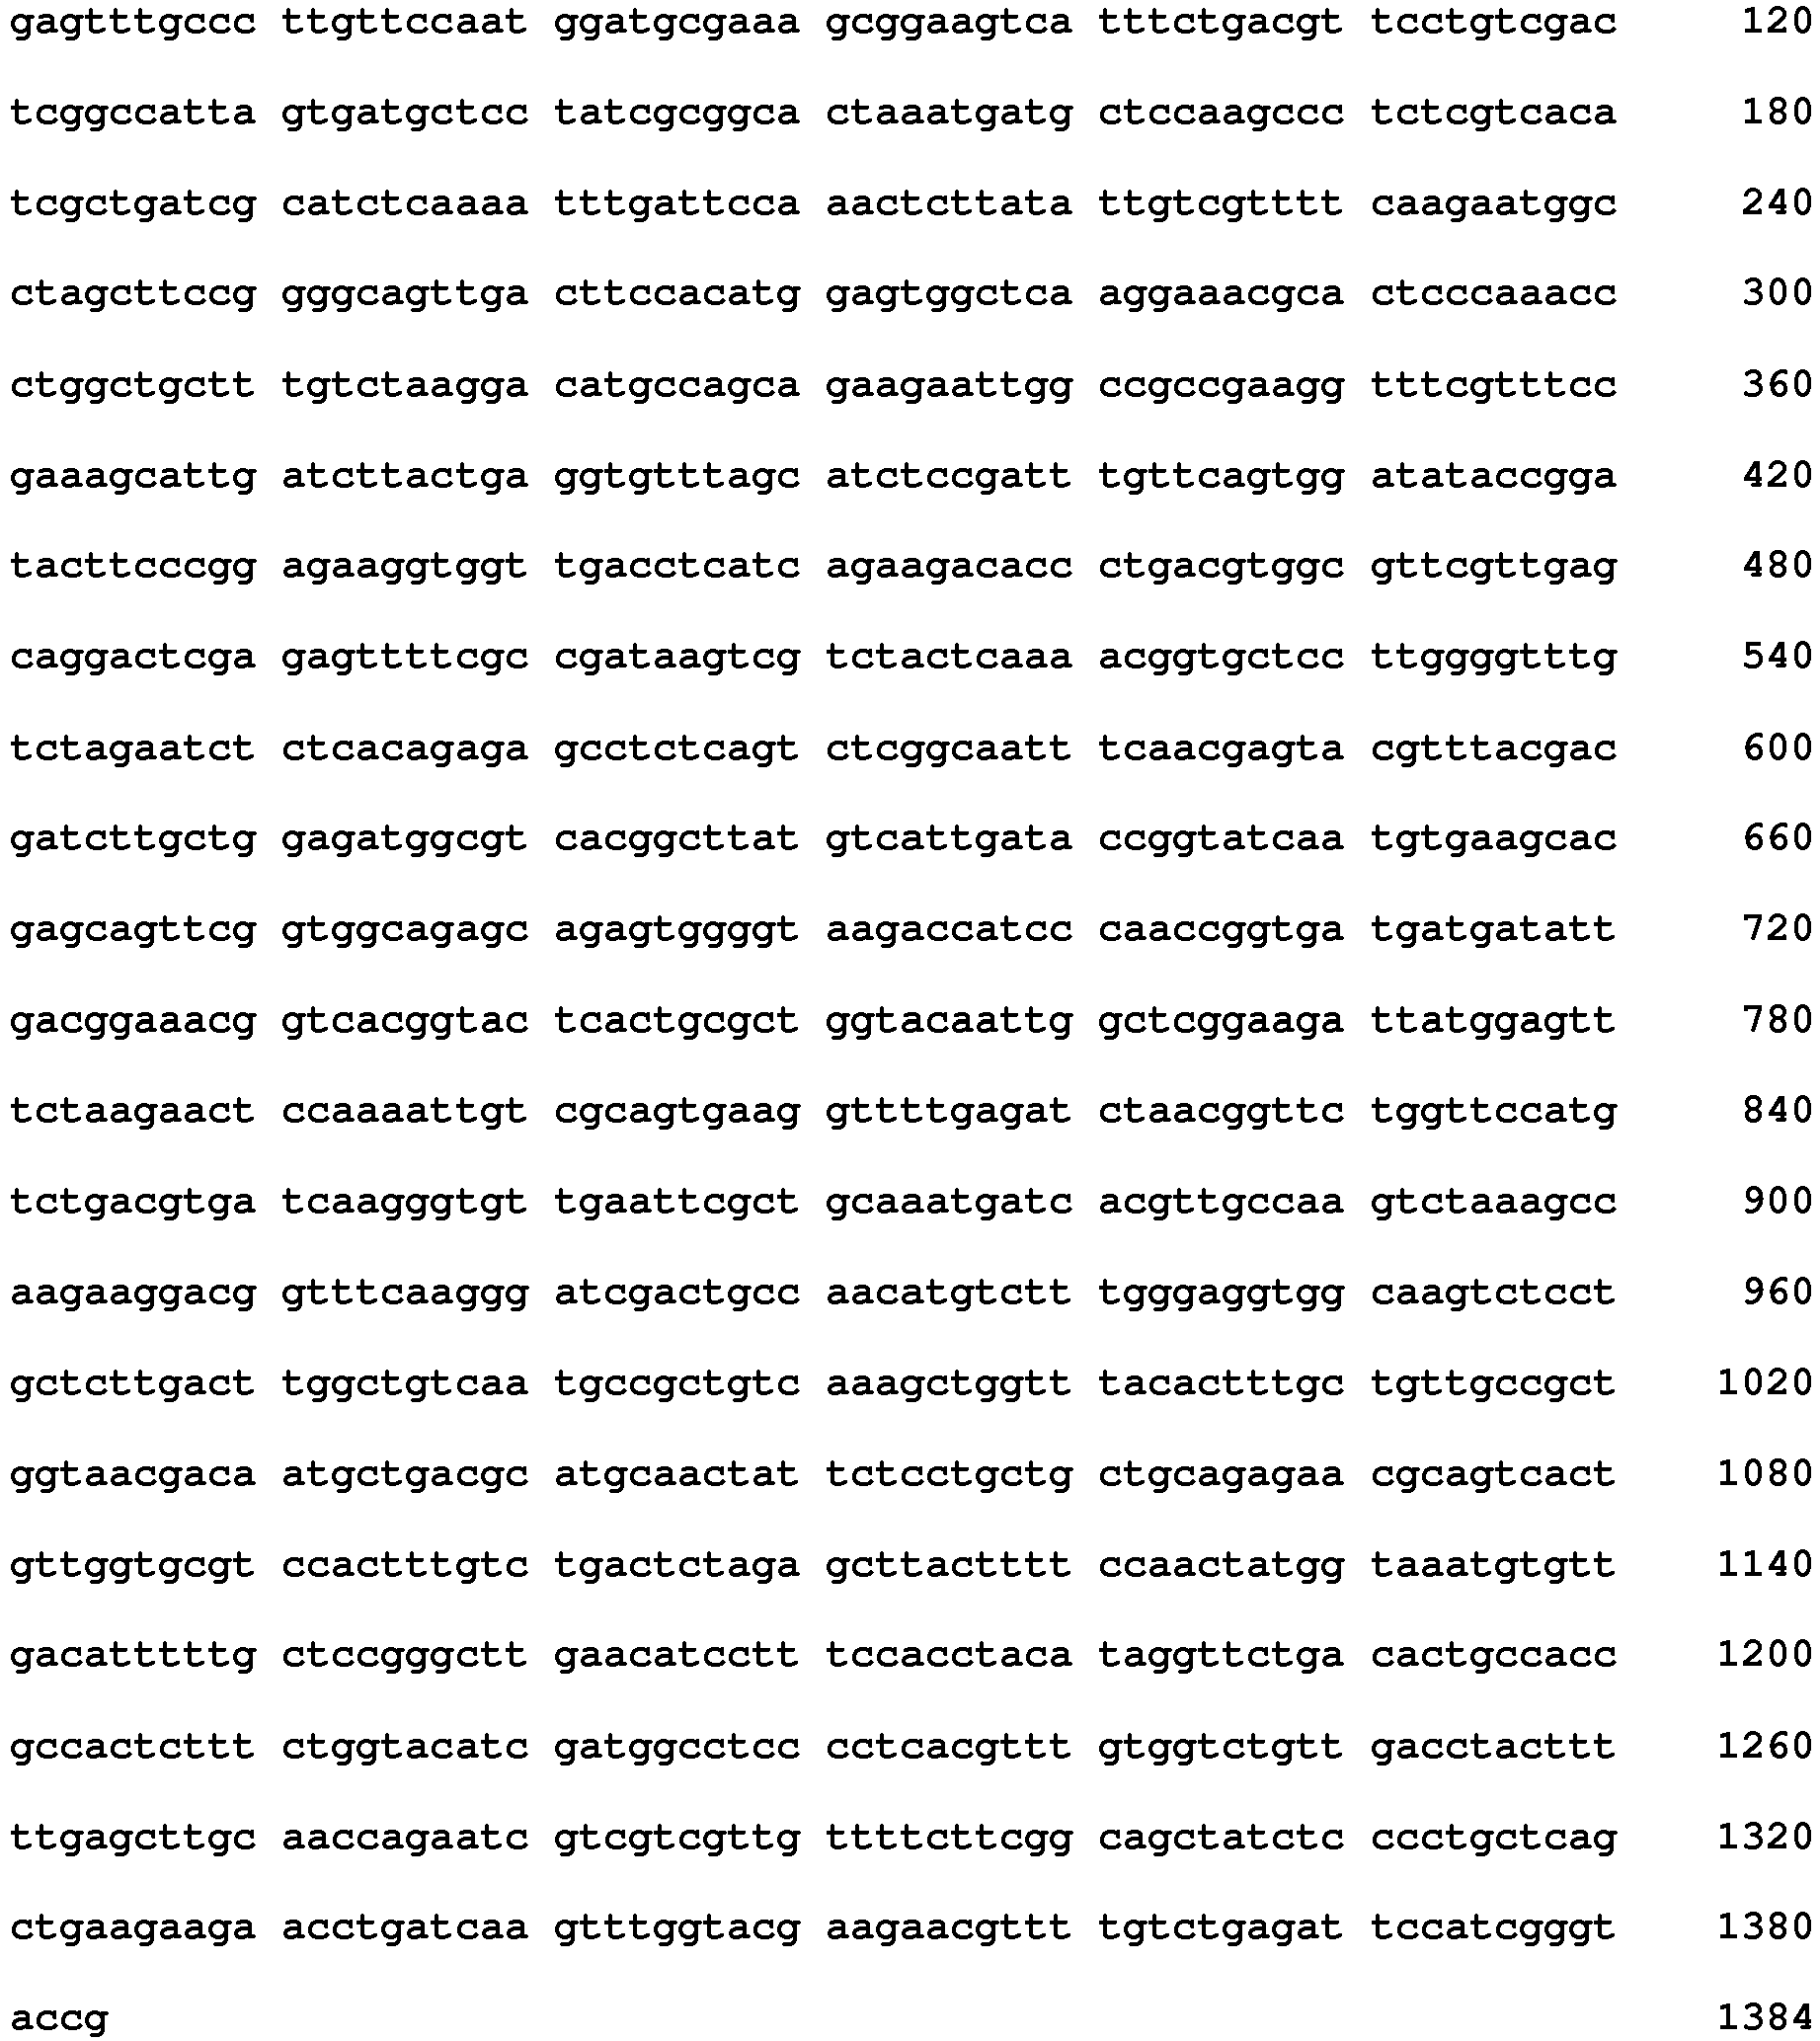 gagtttgccc ttgttccaat ggatgcgaaa gcggaagtca tttctgacgt tcctgtcgac 120
tcggccatta gtgatgctcc tatcgcggca ctaaatgatg ctccaagccc tctcgtcaca 180
tcgctgatcg catctcaaaa tttgattcca aactcttata ttgtcgtttt caagaatggc 240
ctagcttccg gggcagttga cttccacatg gagtggctca aggaaacgca ctcccaaacc 300
ctggctgctt tgtctaagga catgccagca gaagaattgg ccgccgaagg tttcgtttcc 360
gaaagcattg atcttactga ggtgtttagc atctccgatt tgttcagtgg atataccgga 420
tacttcccgg agaaggtggt tgacctcatc agaagacacc ctgacgtggc gttcgttgag 480
caggactcga gagttttcgc cgataagtcg tctactcaaa acggtgctcc ttggggtttg 540
tctagaatct ctcacagaga gcctctcagt ctcggcaatt tcaacgagta cgtttacgac 600
gatcttgctg gagatggcgt cacggcttat gtcattgata ccggtatcaa tgtgaagcac 660
gagcagttcg gtggcagagc agagtggggt aagaccatcc caaccggtga tgatgatatt 720
gacggaaacg gtcacggtac tcactgcgct ggtacaattg gctcggaaga ttatggagtt 780
tctaagaact ccaaaattgt cgcagtgaag gttttgagat ctaacggttc tggttccatg 840
tctgacgtga tcaagggtgt tgaattcgct gcaaatgatc acgttgccaa gtctaaagcc 900
aagaaggacg gtttcaaggg atcgactgcc aacatgtctt tgggaggtgg caagtctcct 960
gctcttgact tggctgtcaa tgccgctgtc aaagctggtt tacactttgc tgttgccgct 1020
ggtaacgaca atgctgacgc atgcaactat tctcctgctg ctgcagagaa cgcagtcact 1080
gttggtgcgt ccactttgtc tgactctaga gcttactttt ccaactatgg taaatgtgtt 1140
gacatttttg ctccgggctt gaacatcctt tccacctaca taggttctga cactgccacc 1200
gccactcttt ctggtacatc gatggcctcc cctcacgttt gtggtctgtt gacctacttt 1260
ttgagcttgc aaccagaatc gtcgtcgttg ttttcttcgg cagctatctc ccctgctcag 1320
ctgaagaaga acctgatcaa gtttggtacg aagaacgttt tgtctgagat tccatcgggt 1380
accg 1384